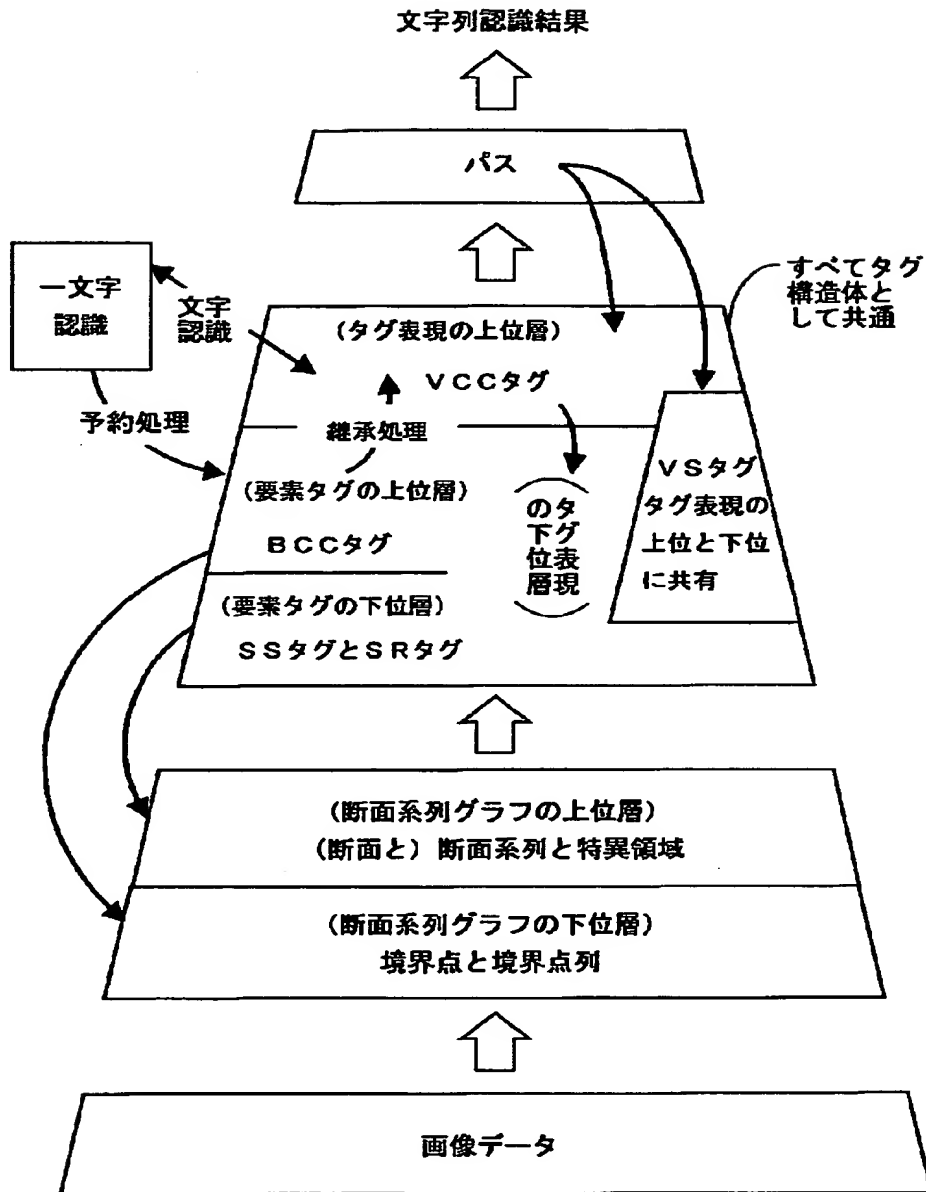 文字列認識結果
パス
一文字
認識
文字
認識
すべてタグ
構造体と
して共通
(タグ表現の上位層)
VCCタグ
予約処理
継承処理
(要素タグの上位層)
BCCタグ
(タグ表現
の下位層)
VSタグ
タグ表現の
上位と下位
に共有
(要素タグの下位層)
SSタグとSRタグ
(断面系列グラフの上位層)
(断面と)断面系列と特異領域
(断面系列グラフの下位層)
境界点と境界点列
画像データ